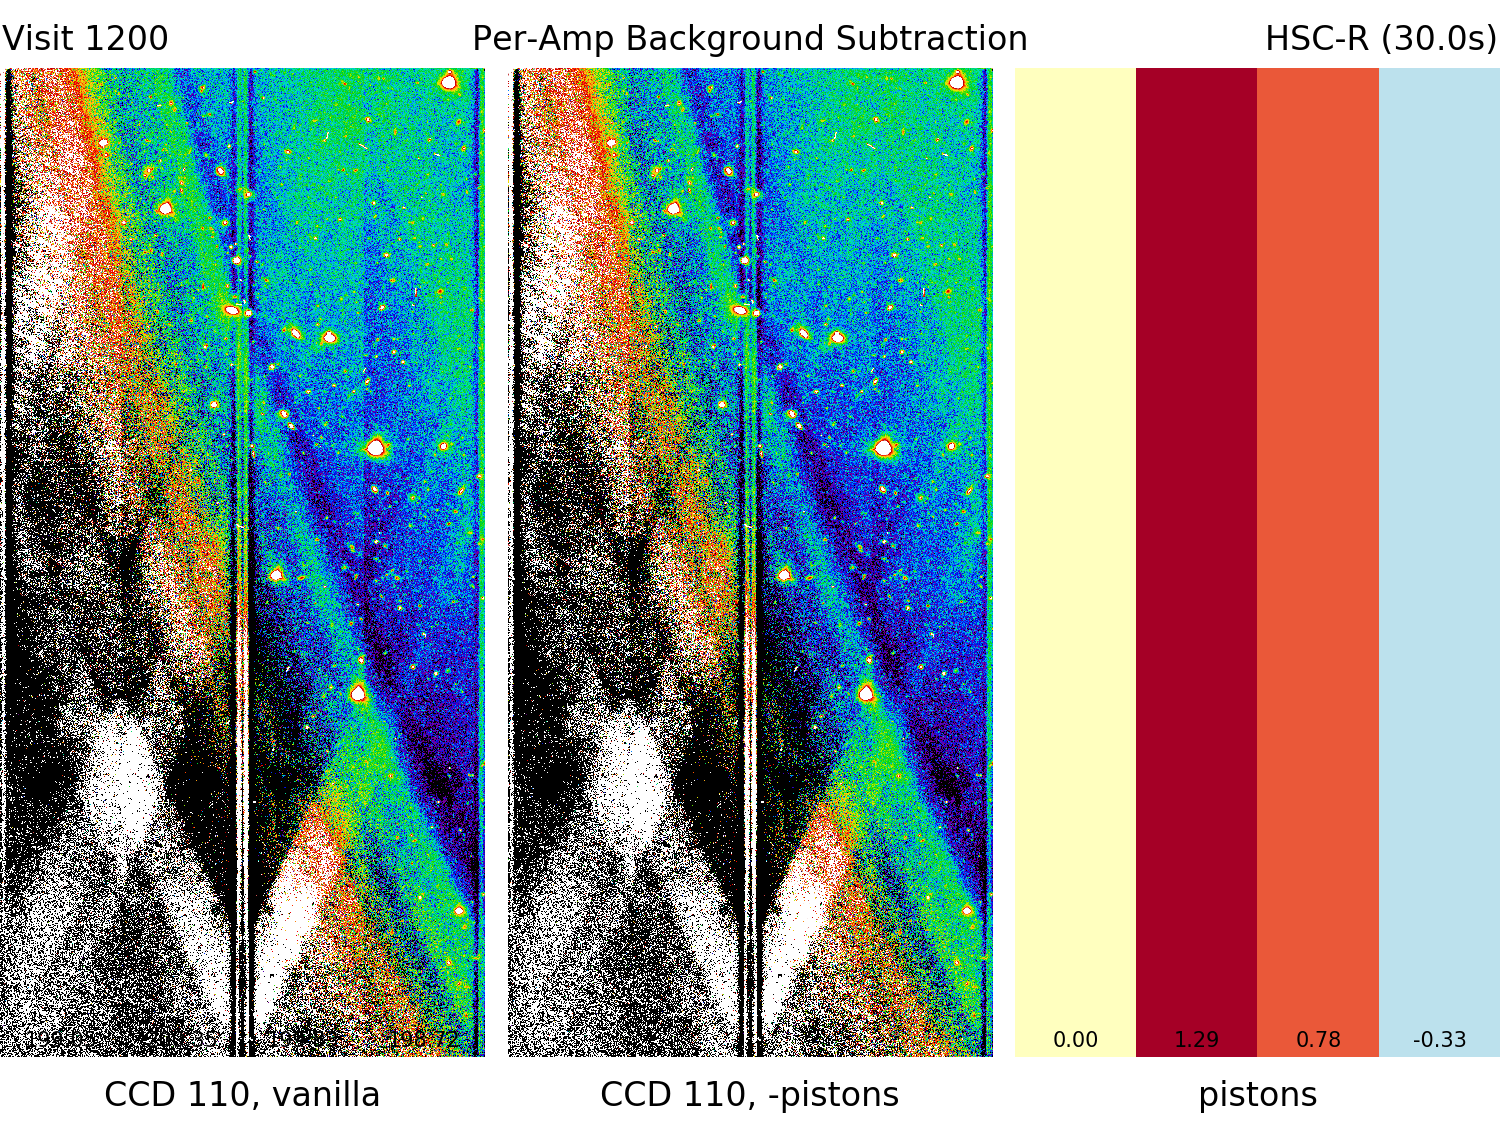 Visit 1200 Per-Amp Background Subtraction HSC-R (30.0s)
198.72
0.00 1.29 0.78 -0.33
CCD 110, vanilla CCD 110, -pistons pistons